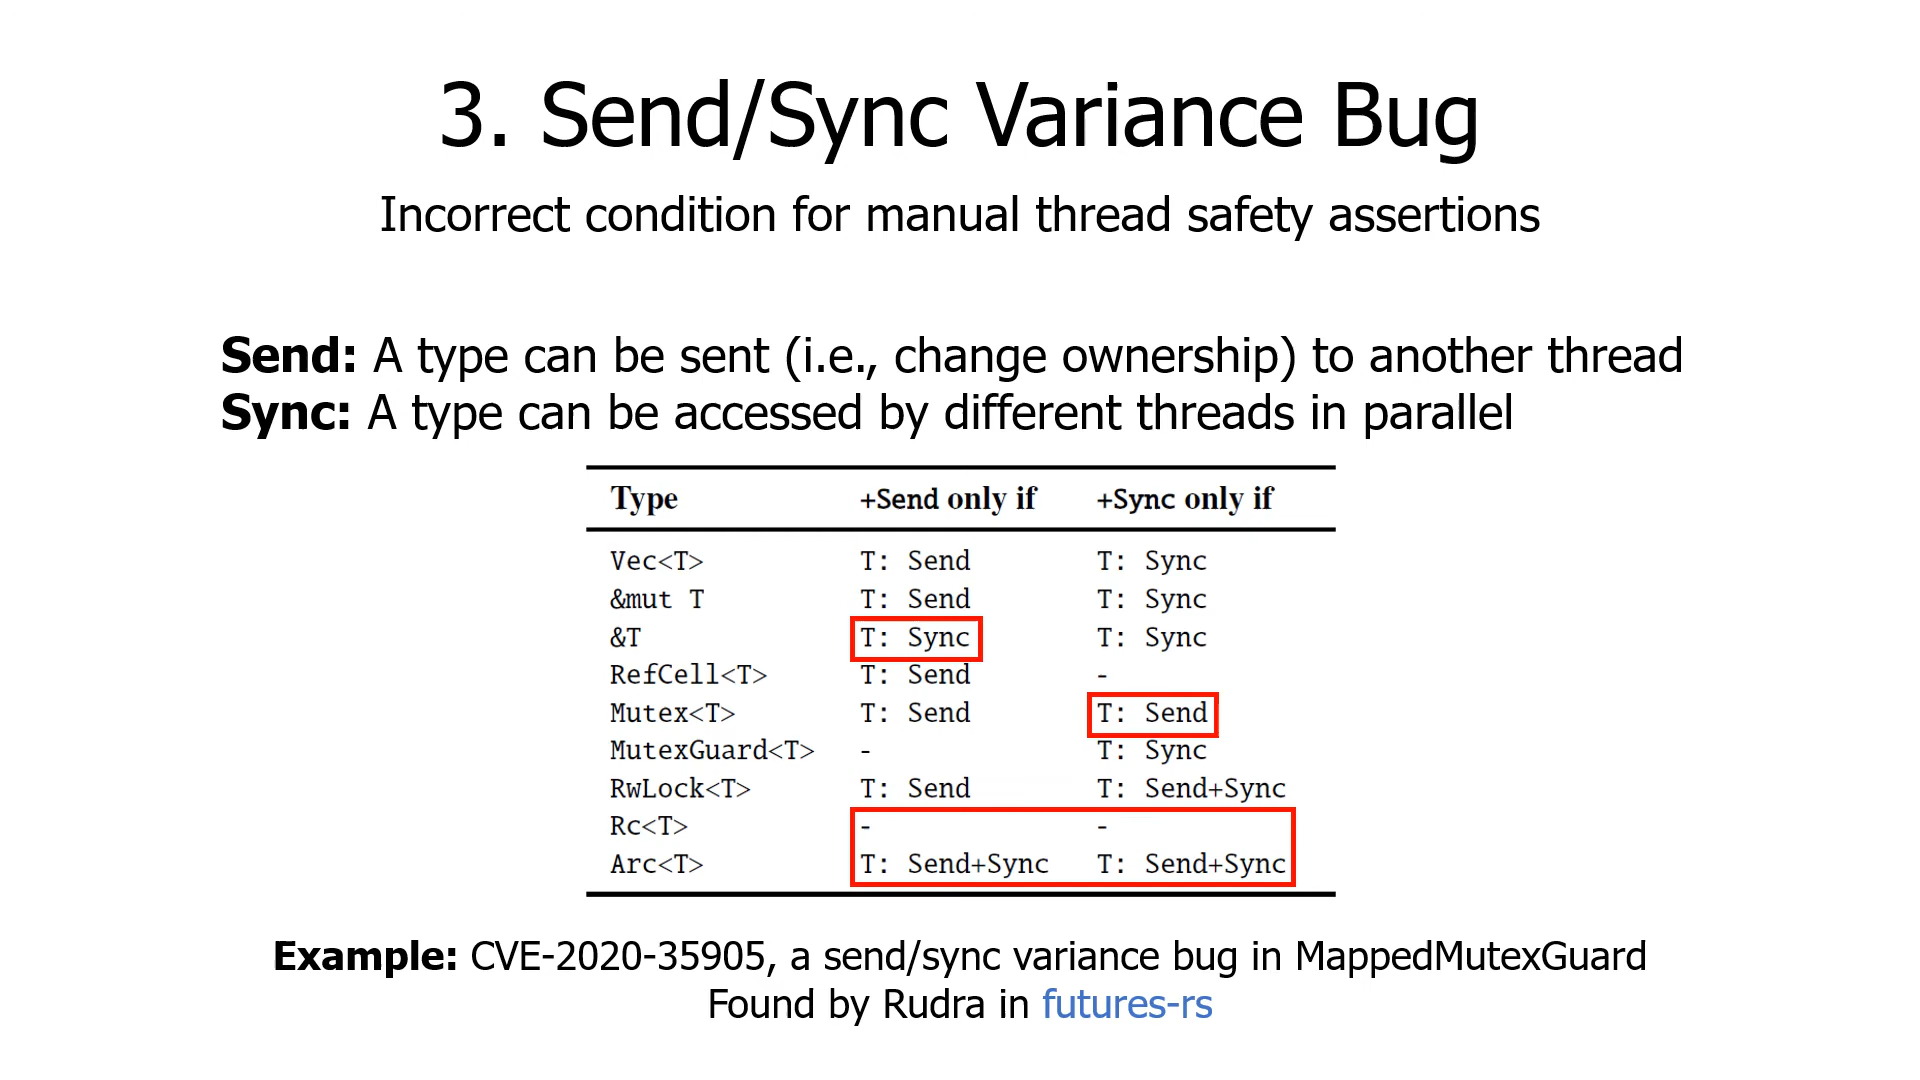 3. Send/Sync Variance Bug
Incorrect condition for manual thread safety assertions
Send: A type can be sent (i.e., change ownership) to another thread
Sync: A type can be accessed by different threads in parallel
Type +Send only if +Sync only if
Vec<T> T: Send T: Sync
&mut T T: Send T: Sync
&T T: Sync T: Sync
RefCell<T> T: Send -
Mutex<T> T: Send T: Send
MutexGuard<T> - T: Sync
RwLock<T> T: Send T: Send+Sync
Rc<T> - -
Arc<T> T: Send+Sync T: Send+Sync
Example: CVE-2020-35905, a send/sync variance bug in MappedMutexGuard
Found by Rudra in futures-rs